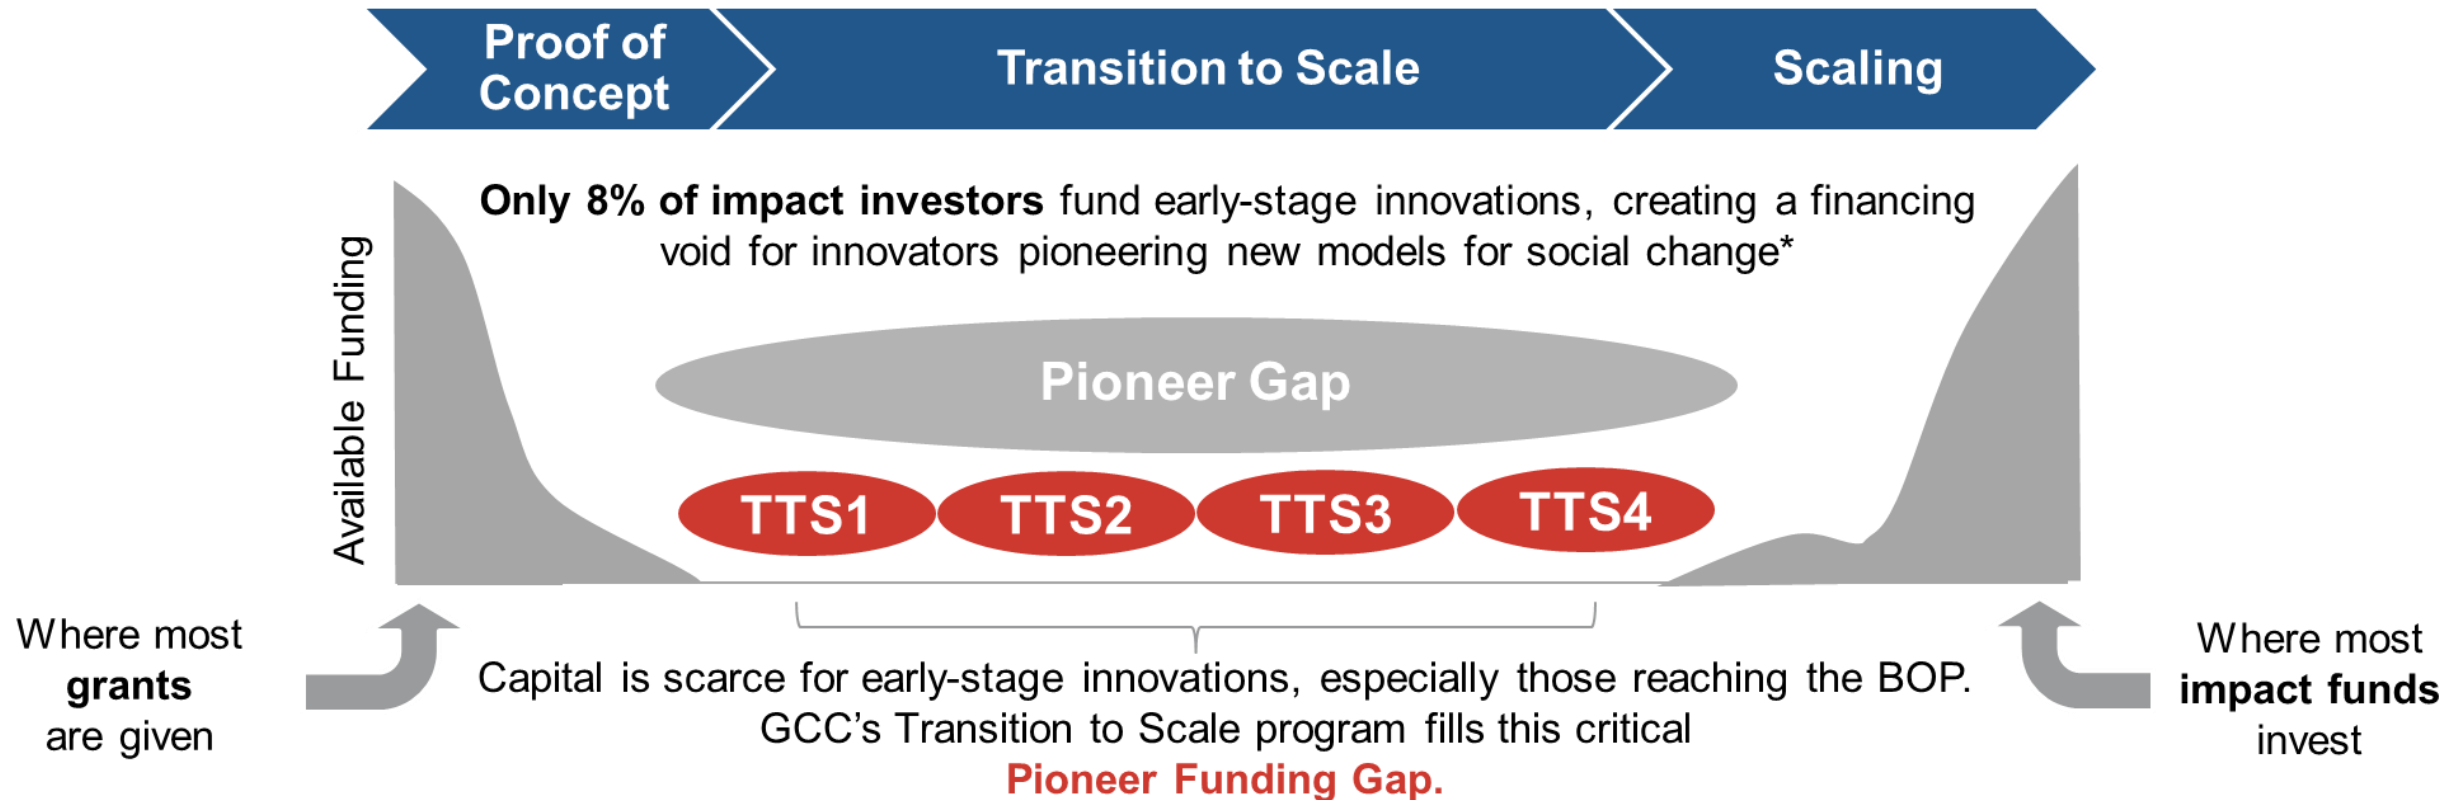 Proof of
Concept
Transition to Scale
Scaling
Only 8% of impact investors fund early-stage innovations, creating a financing
void for innovators pioneering new models for social change*
Available Funding
Pioneer Gap
TTS1
TTS2
TTS3
TTS4
Where most
grants
are given
Capital is scarce for early-stage innovations, especially those reaching the BOP.
GCC’s Transition to Scale program fills this critical
Pioneer Funding Gap.
Where most
impact funds
invest